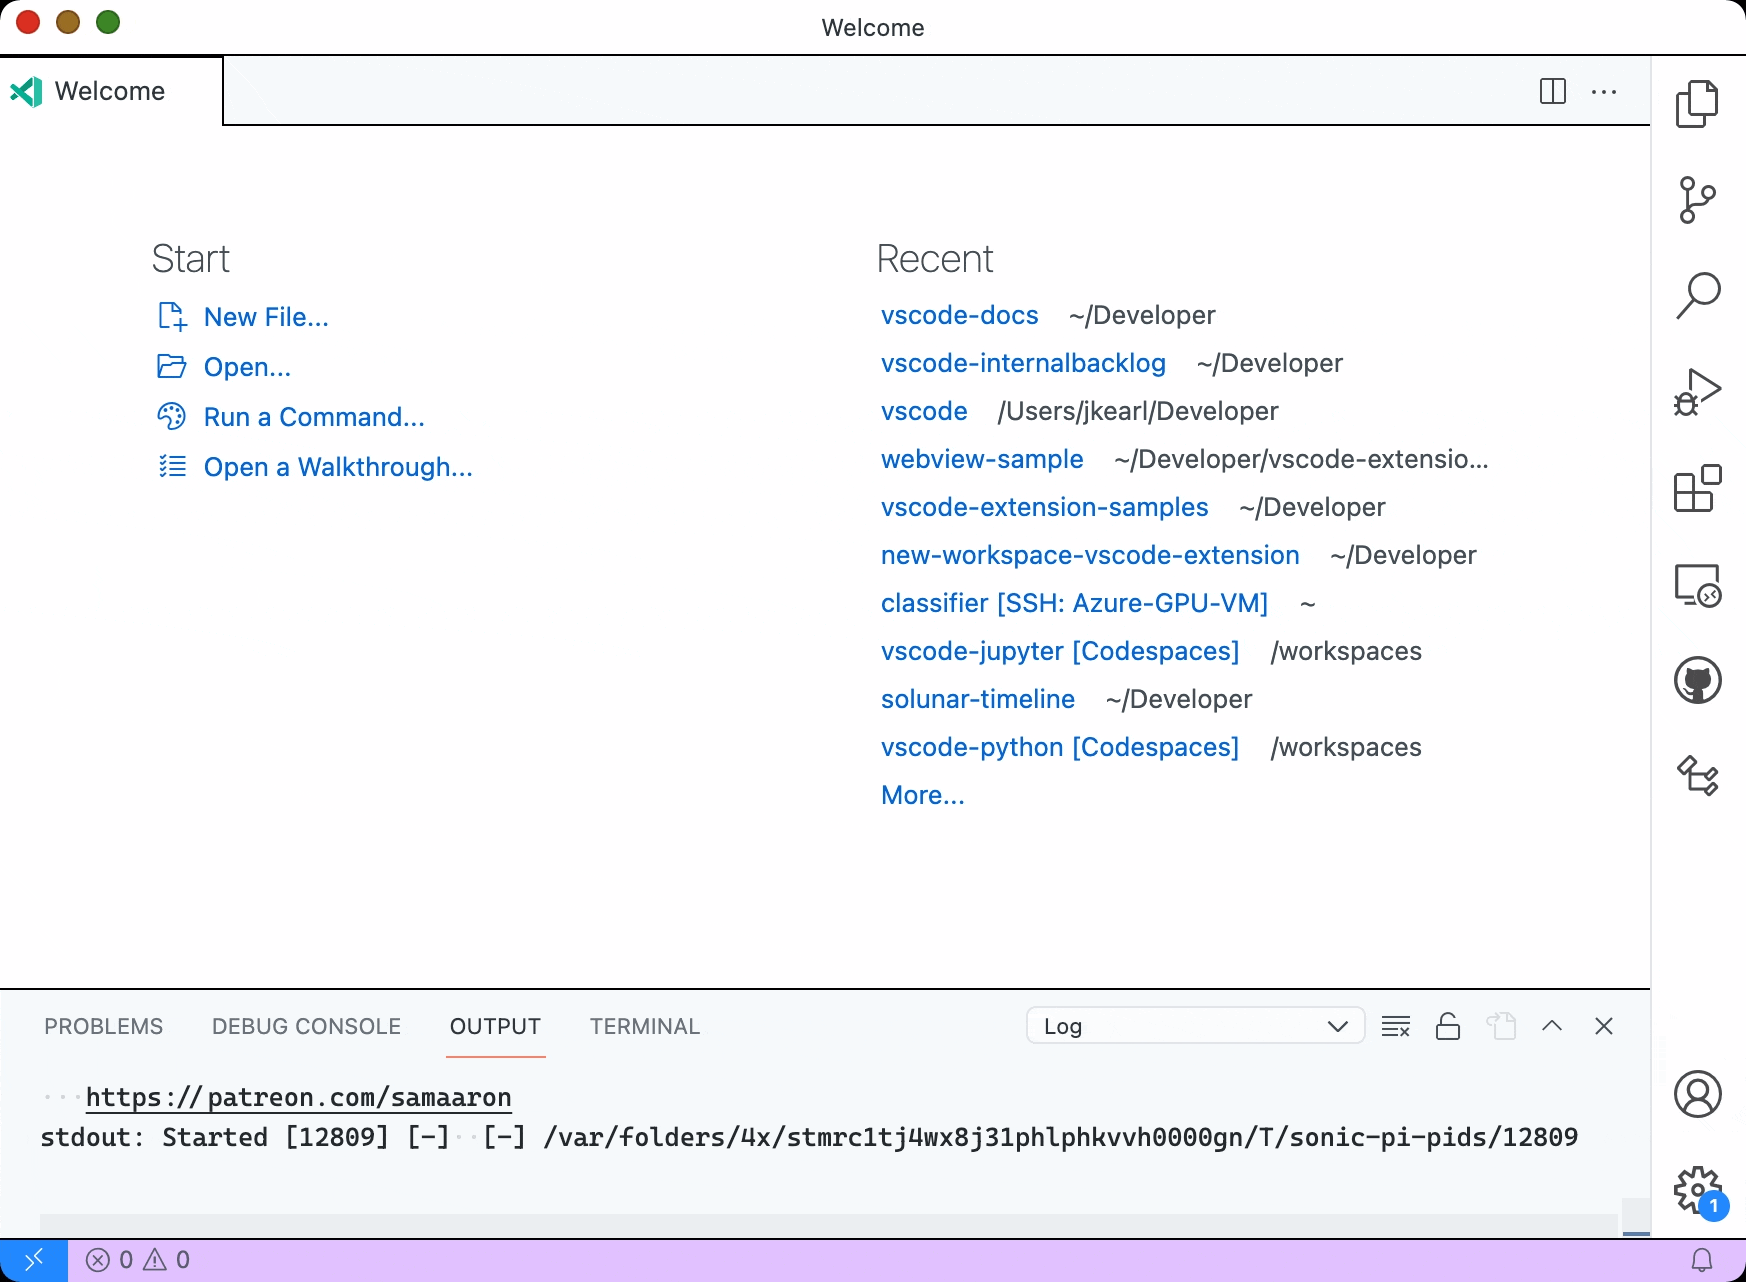 Welcome
Welcome
Start
New File...
Open...
Run a Command...
Open a Walkthrough...
Recent
vscode-docs ~/Developer
vscode-internalbacklog ~/Developer
vscode /Users/jkearl/Developer
webview-sample ~/Developer/vscode-extensio...
vscode-extension-samples ~/Developer
new-workspace-vscode-extension ~/Developer
classifier [SSH: Azure-GPU-VM] ~
vscode-jupyter [Codespaces] /workspaces
solunar-timeline ~/Developer
vscode-python [Codespaces] /workspaces
More...
PROBLEMS DEBUG CONSOLE OUTPUT TERMINAL Log
https://patreon.com/samaaron
stdout: Started [12809] [-] [-] /var/folders/4x/stmrc1tj4wx8j31phlphkvvh0000gn/T/sonic-pi-pids/12809
1
0 0